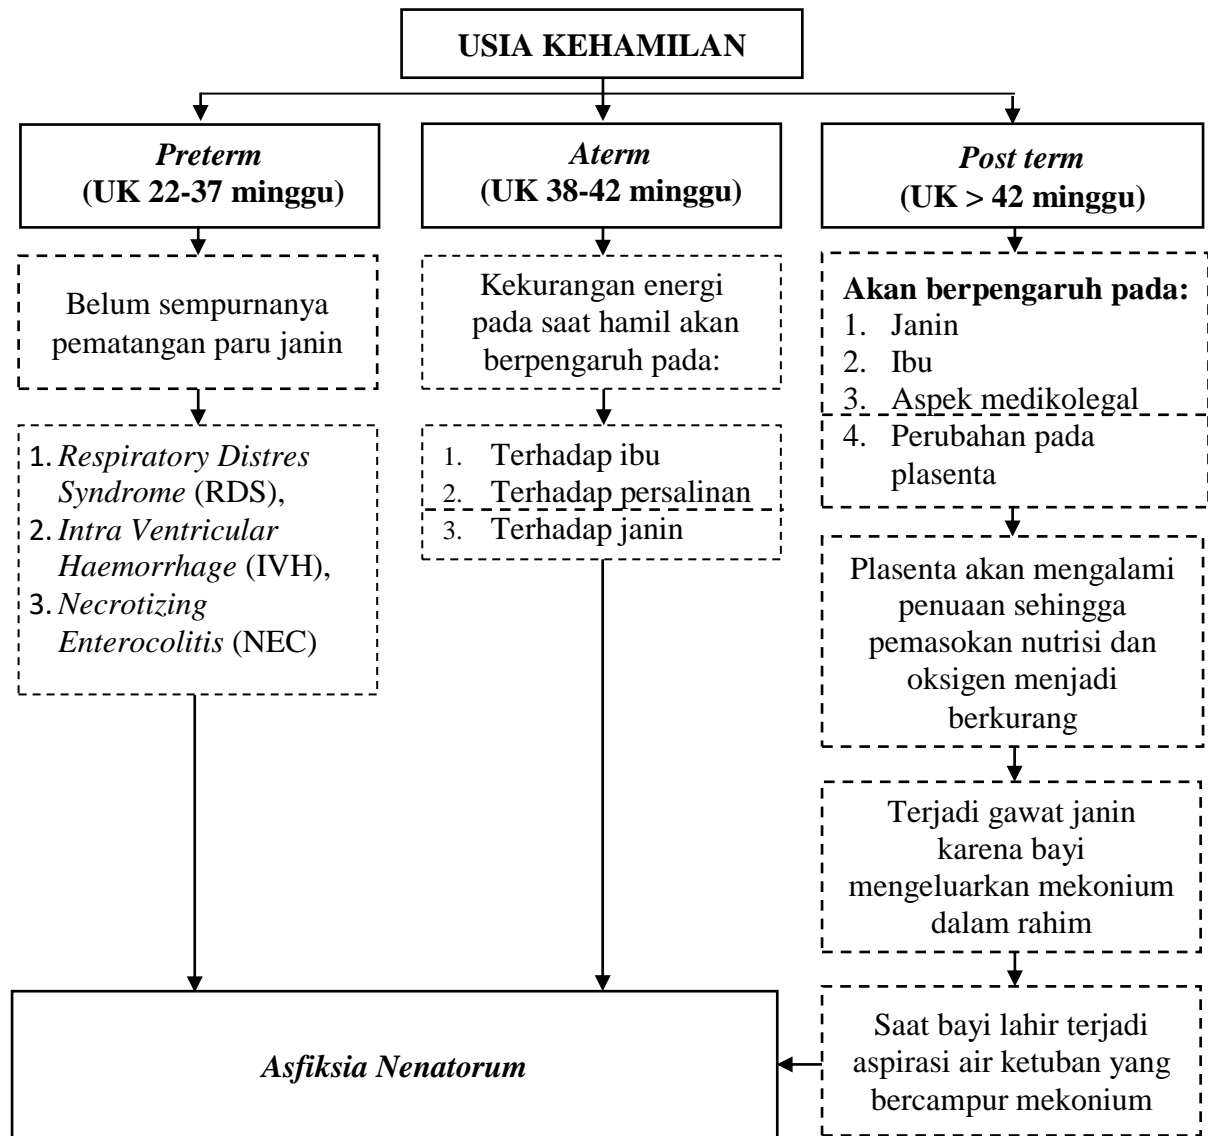 USIA KEHAMILAN
Preterm
(UK 22-37 minggu)
Aterm
(UK 38-42 minggu)
Post term
(UK > 42 minggu)
Belum sempurnanya
pematangan paru janin
Kekurangan energi
pada saat hamil akan
berpengaruh pada:
Akan berpengaruh pada:
1. Janin
2. Ibu
3. Aspek medikolegal
4. Perubahan pada
plasenta
1. Respiratory Distres
Syndrome (RDS),
2. Intra Ventricular
Haemorrhage (IVH),
3. Necrotizing
Enterocolitis (NEC)
1. Terhadap ibu
2. Terhadap persalinan
3. Terhadap janin
Plasenta akan mengalami
penuaan sehingga
pemasokan nutrisi dan
oksigen menjadi
berkurang
Terjadi gawat janin
karena bayi
mengeluarkan mekonium
dalam rahim
Saat bayi lahir terjadi
aspirasi air ketuban yang
bercampur mekonium
Asfiksia Nenatorum